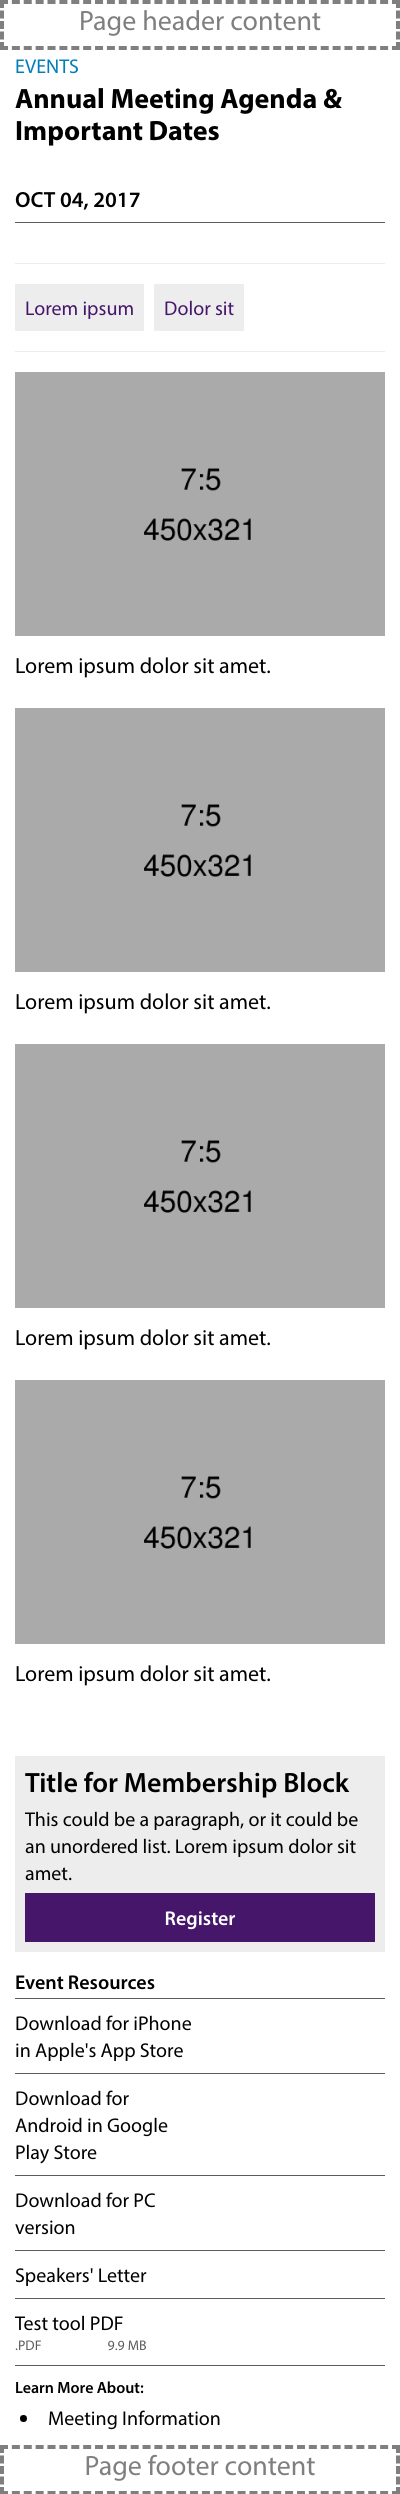 Page header content
EVENTS
Annual Meeting Agenda &
Important Dates
OCT 04, 2017
Lorem ipsum
Dolor sit
7:5
450x321
Lorem ipsum dolor sit amet.
7:5
450x321
Lorem ipsum dolor sit amet.
7:5
450x321
Lorem ipsum dolor sit amet.
7:5
450x321
Lorem ipsum dolor sit amet.
Title for Membership Block
This could be a paragraph, or it could be
an unordered list. Lorem ipsum dolor sit
amet.
Register
Event Resources
Download for iPhone
in Apple's App Store
Download for
Android in Google
Play Store
Download for PC
version
Speakers' Letter
Test tool PDF
.PDF 9.9 MB
Learn More About:
• Meeting Information
Page footer content